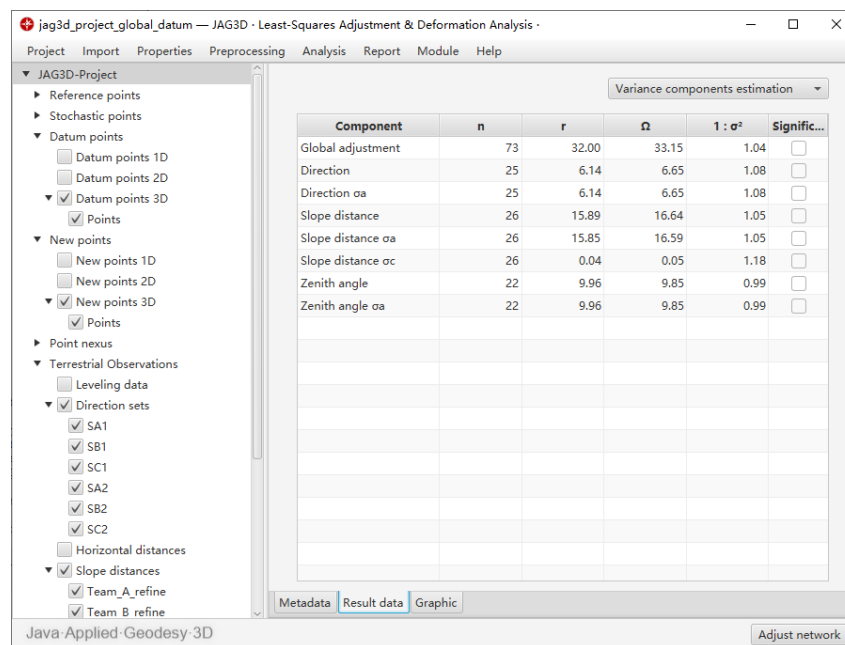 jag3d_project_global_datum — JAG3D · Least-Squares Adjustment & Deformation Analysis ·
Project Import Properties Preprocessing Analysis Report Module Help
JAG3D-Project
Reference points
Stochastic points
Datum points
Datum points 1D
Datum points 2D
Datum points 3D
Points
New points
New points 1D
New points 2D
New points 3D
Points
Point nexus
Terrestrial Observations
Leveling data
Direction sets
SA1
SB1
SC1
SA2
SB2
SC2
Horizontal distances
Slope distances
Team_A_refine
Team_B_refine
Variance components estimation
Component n r Ω 1 : σ² Signific...
Global adjustment 73 32.00 33.15 1.04
Direction 25 6.14 6.65 1.08
Direction σa 25 6.14 6.65 1.08
Slope distance 26 15.89 16.64 1.05
Slope distance σa 26 15.85 16.59 1.05
Slope distance σc 26 0.04 0.05 1.18
Zenith angle 22 9.96 9.85 0.99
Zenith angle σa 22 9.96 9.85 0.99
Metadata Result data Graphic
Java·Applied·Geodesy·3D
Adjust network